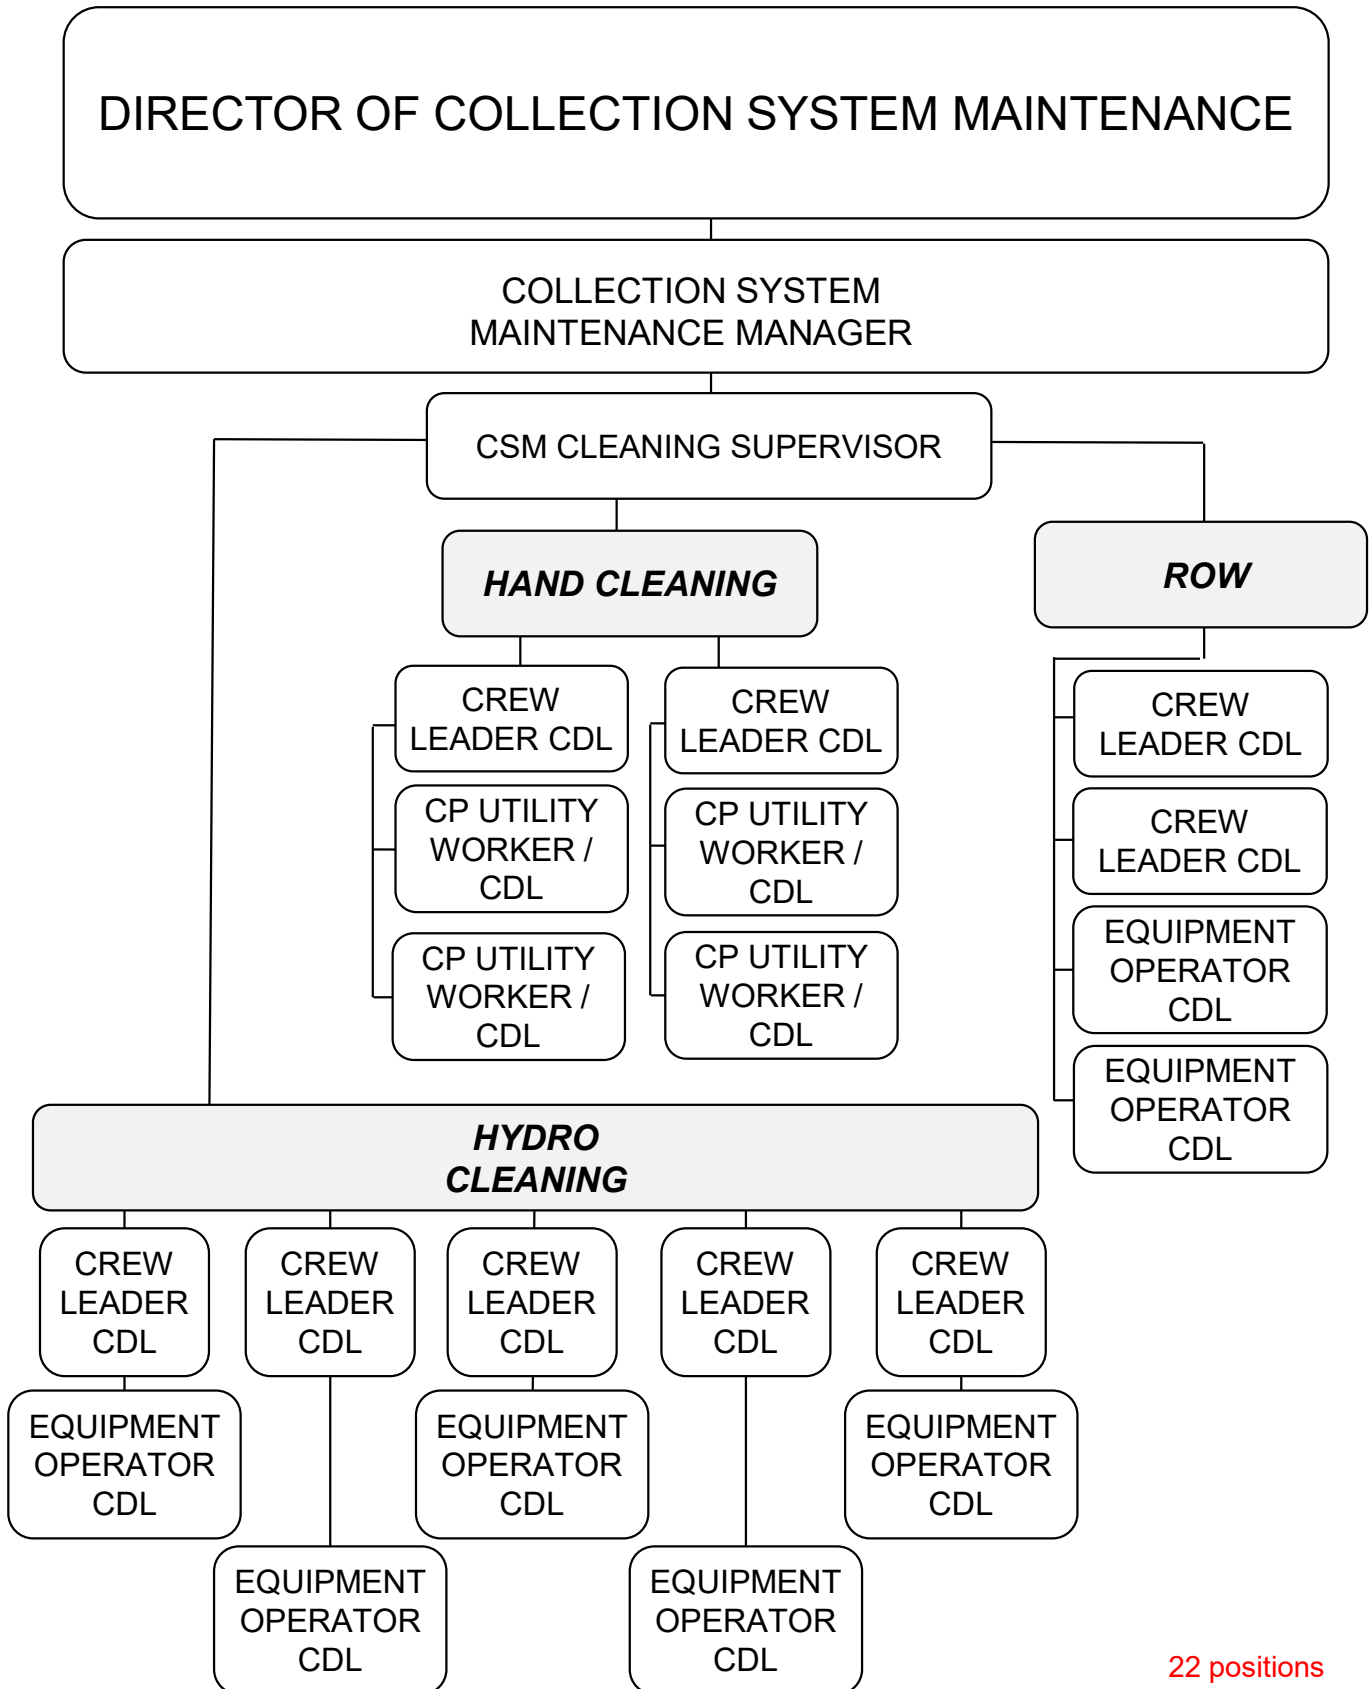 DIRECTOR OF COLLECTION SYSTEM MAINTENANCE
COLLECTION SYSTEM
MAINTENANCE MANAGER
CSM CLEANING SUPERVISOR
HAND CLEANING
ROW
CREW
LEADER CDL
CP UTILITY
WORKER /
CDL
CP UTILITY
WORKER /
CDL
CREW
LEADER CDL
CP UTILITY
WORKER /
CDL
CP UTILITY
WORKER /
CDL
CREW
LEADER CDL
CREW
LEADER CDL
EQUIPMENT
OPERATOR
CDL
EQUIPMENT
OPERATOR
CDL
HYDRO
CLEANING
CREW
LEADER
CDL
CREW
LEADER
CDL
CREW
LEADER
CDL
CREW
LEADER
CDL
CREW
LEADER
CDL
EQUIPMENT
OPERATOR
CDL
EQUIPMENT
OPERATOR
CDL
EQUIPMENT
OPERATOR
CDL
EQUIPMENT
OPERATOR
CDL
EQUIPMENT
OPERATOR
CDL
22 positions